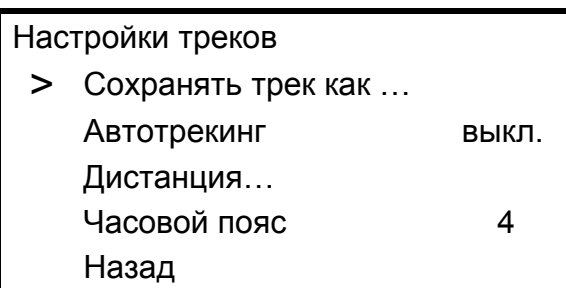 Настройки треков
> Сохранять трек как …
Автотрекинг выкл.
Дистанция…
Часовой пояс 4
Назад